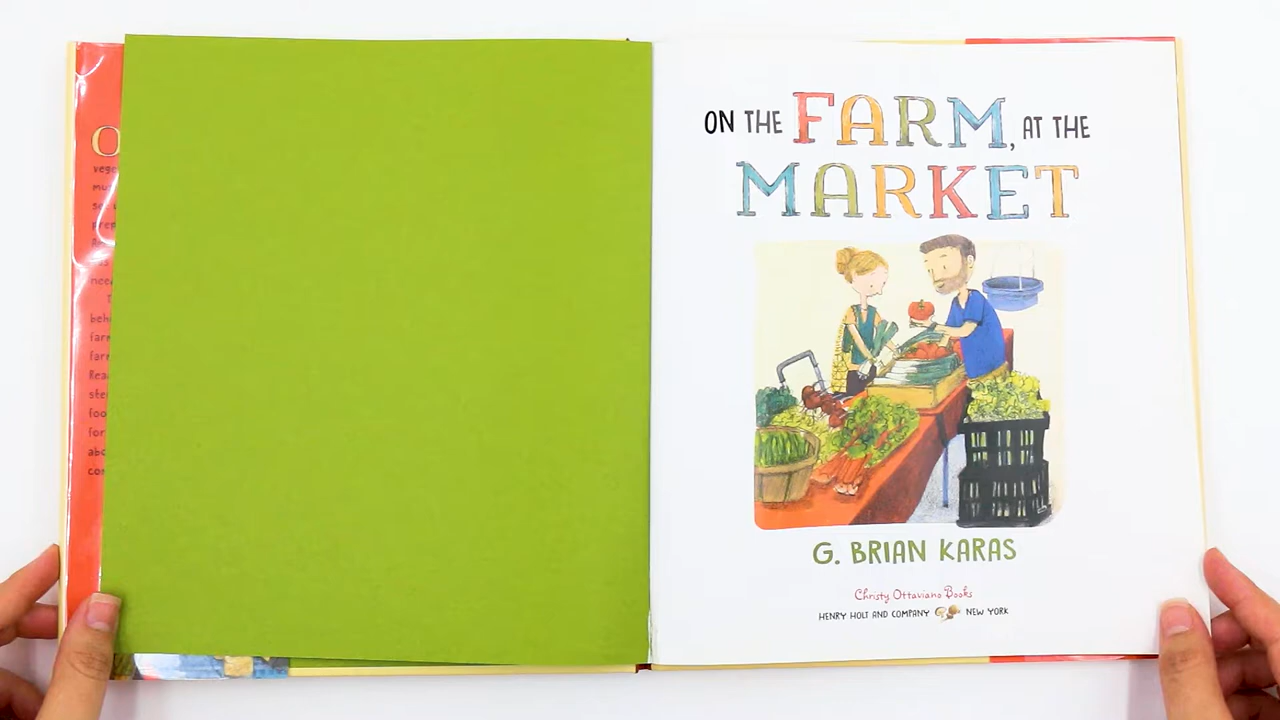 ON THE FARM, AT THE
MARKET
G. BRIAN KARAS
Christy Ottaviano Books
HENRY HOLT AND COMPANY NEW YORK